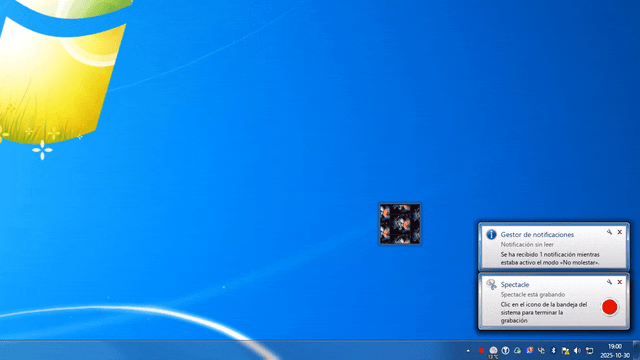 Gestor de notificaciones
Notificación sin leer
Se ha recibido 1 notificación mientras
estaba activo el modo «No molestar».
Spectacle
Spectacle está grabando
Clic en el icono de la bandeja del
sistema para terminar la
grabación
19:00
13°C
2025-10-30